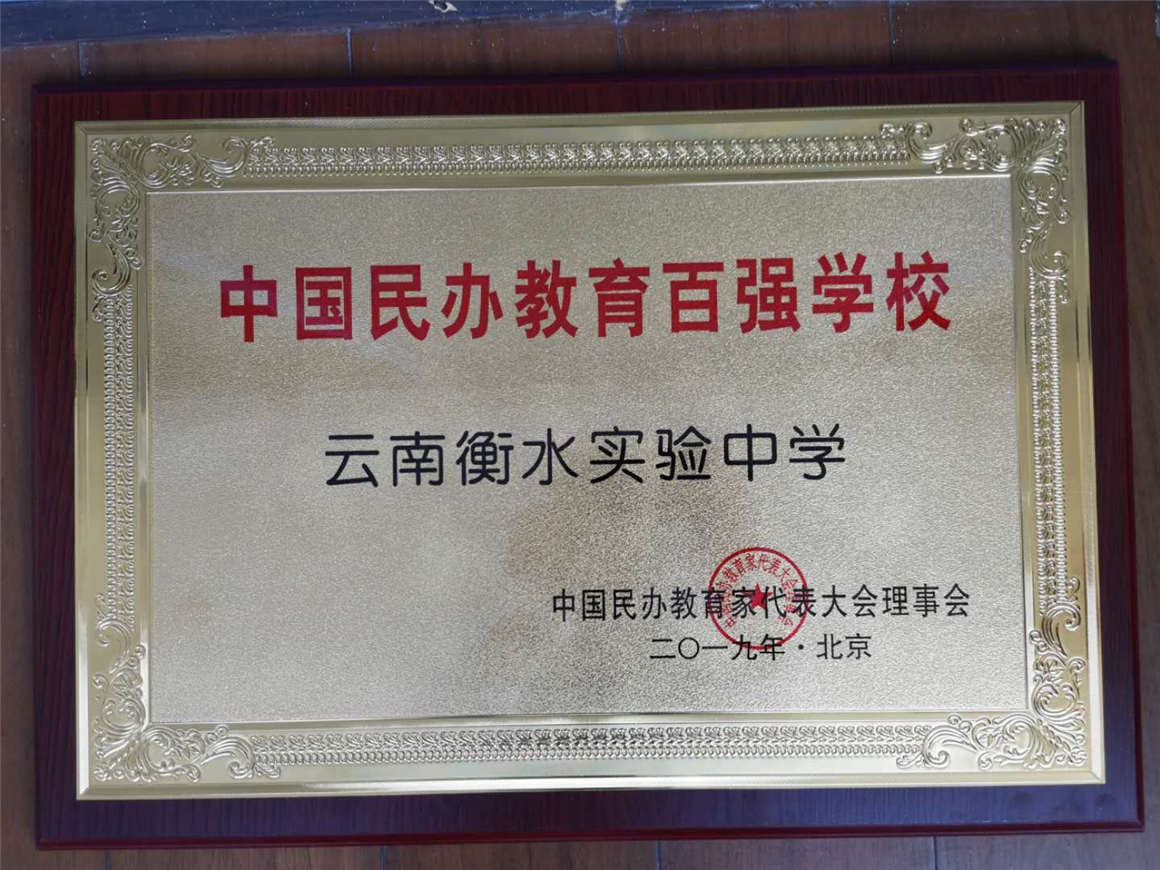 中国民办教育百强学校
云南衡水实验中学
中国民办教育家代表大会理事会
二〇一九年·北京